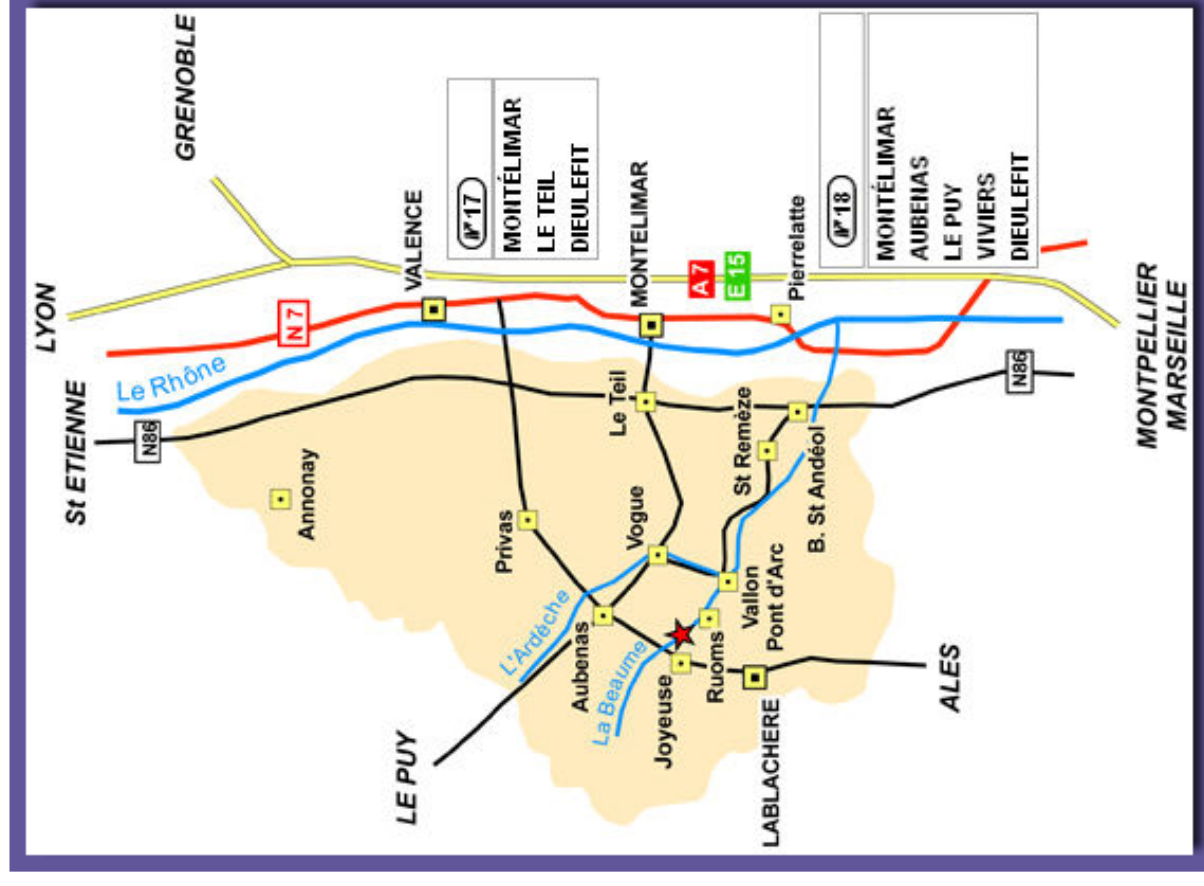 LYON
GRENOBLE
St ETIENNE
N 7
Le Rhône
N86
Annonay
VALENCE
N°17
MONTÉLIMAR
LE TEIL
DIEULEFIT
Privas
LE PUY
L'Ardèche
Aubenas
Vogue
Le Teil
MONTELIMAR
A 7
E 15
La Beaume
Joyeuse
Ruoms
Vallon
Pont d'Arc
St Remèze
B. St Andéol
Pierrelatte
LABLACHERE
N°18
MONTÉLIMAR
AUBENAS
LE PUY
VIVIERS
DIEULEFIT
ALES
N86
MONTPELLIER
MARSEILLE